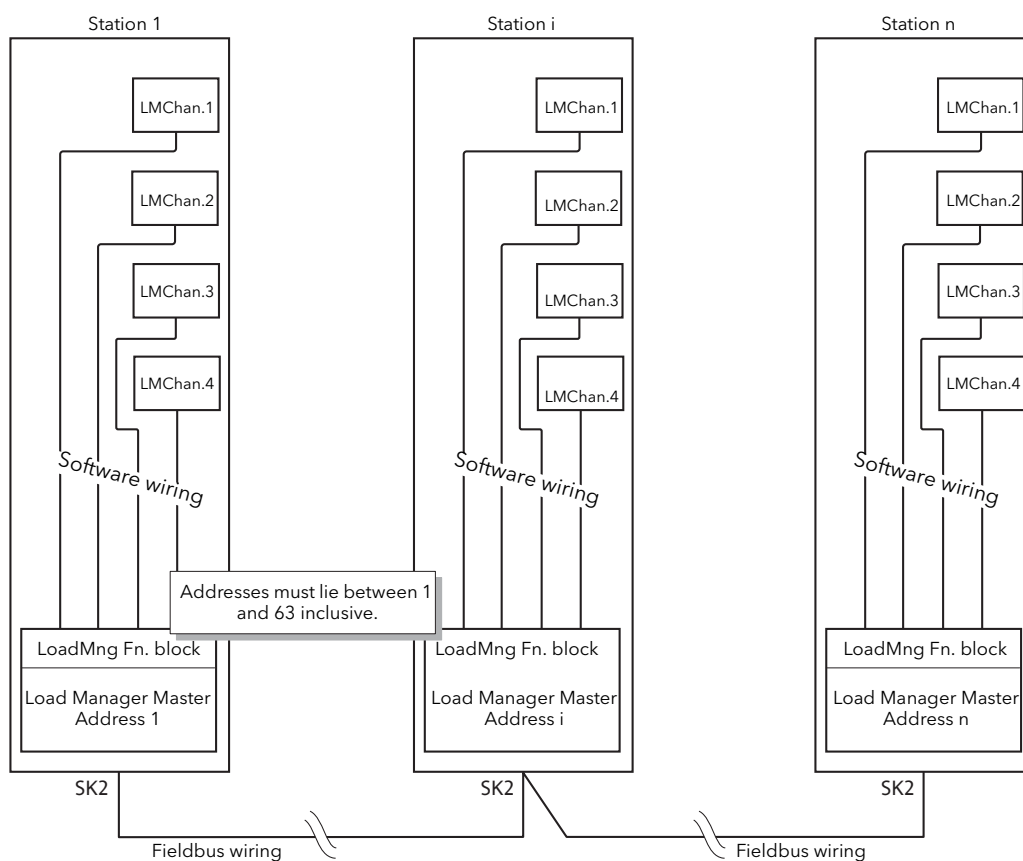 Station 1
LMChan.1
LMChan.2
LMChan.3
LMChan.4
Software wiring
LoadMng Fn. block
Load Manager Master
Address 1
SK2
Addresses must lie between 1
and 63 inclusive.
Station i
LMChan.1
LMChan.2
LMChan.3
LMChan.4
Software wiring
LoadMng Fn. block
Load Manager Master
Address i
SK2
Station n
LMChan.1
LMChan.2
LMChan.3
LMChan.4
Software wiring
LoadMng Fn. block
Load Manager Master
Address n
SK2
Fieldbus wiring
Fieldbus wiring